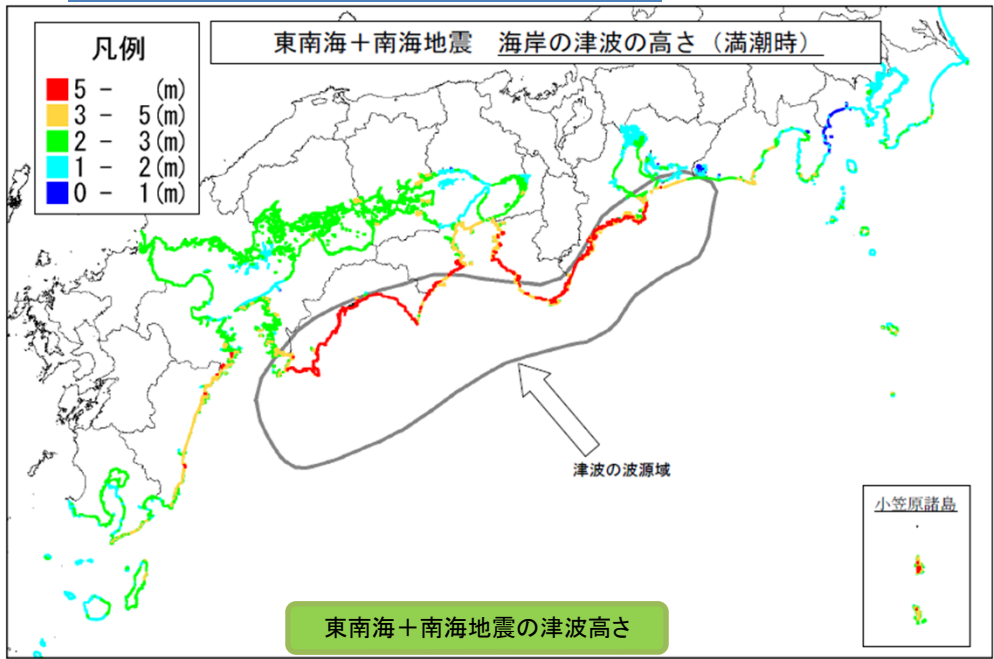 東南海+南海地震 海岸の津波の高さ(満潮時)
凡例
5 - (m)
3 - 5(m)
2 - 3(m)
1 - 2(m)
0 - 1(m)
津波の波源域
小笠原諸島
東南海+南海地震の津波高さ